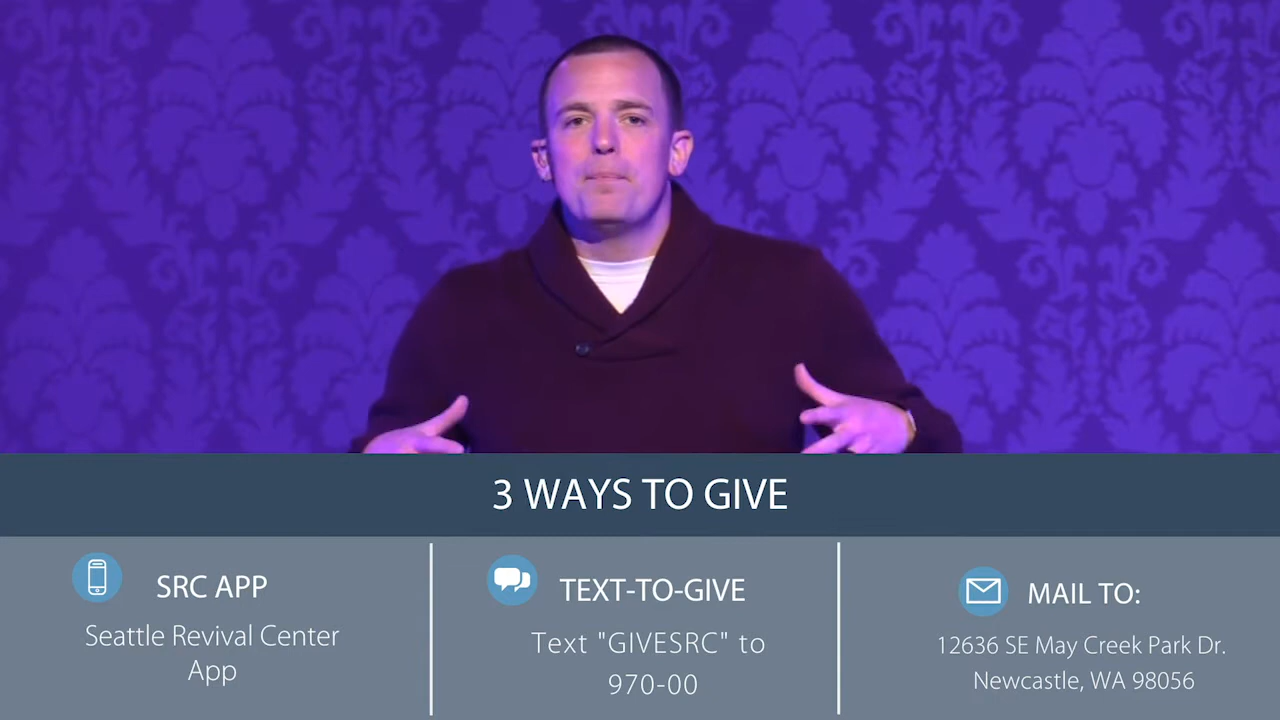 3 WAYS TO GIVE
SRC APP
Seattle Revival Center
App
TEXT-TO-GIVE
Text "GIVESRC" to
970-00
MAIL TO:
12636 SE May Creek Park Dr.
Newcastle, WA 98056